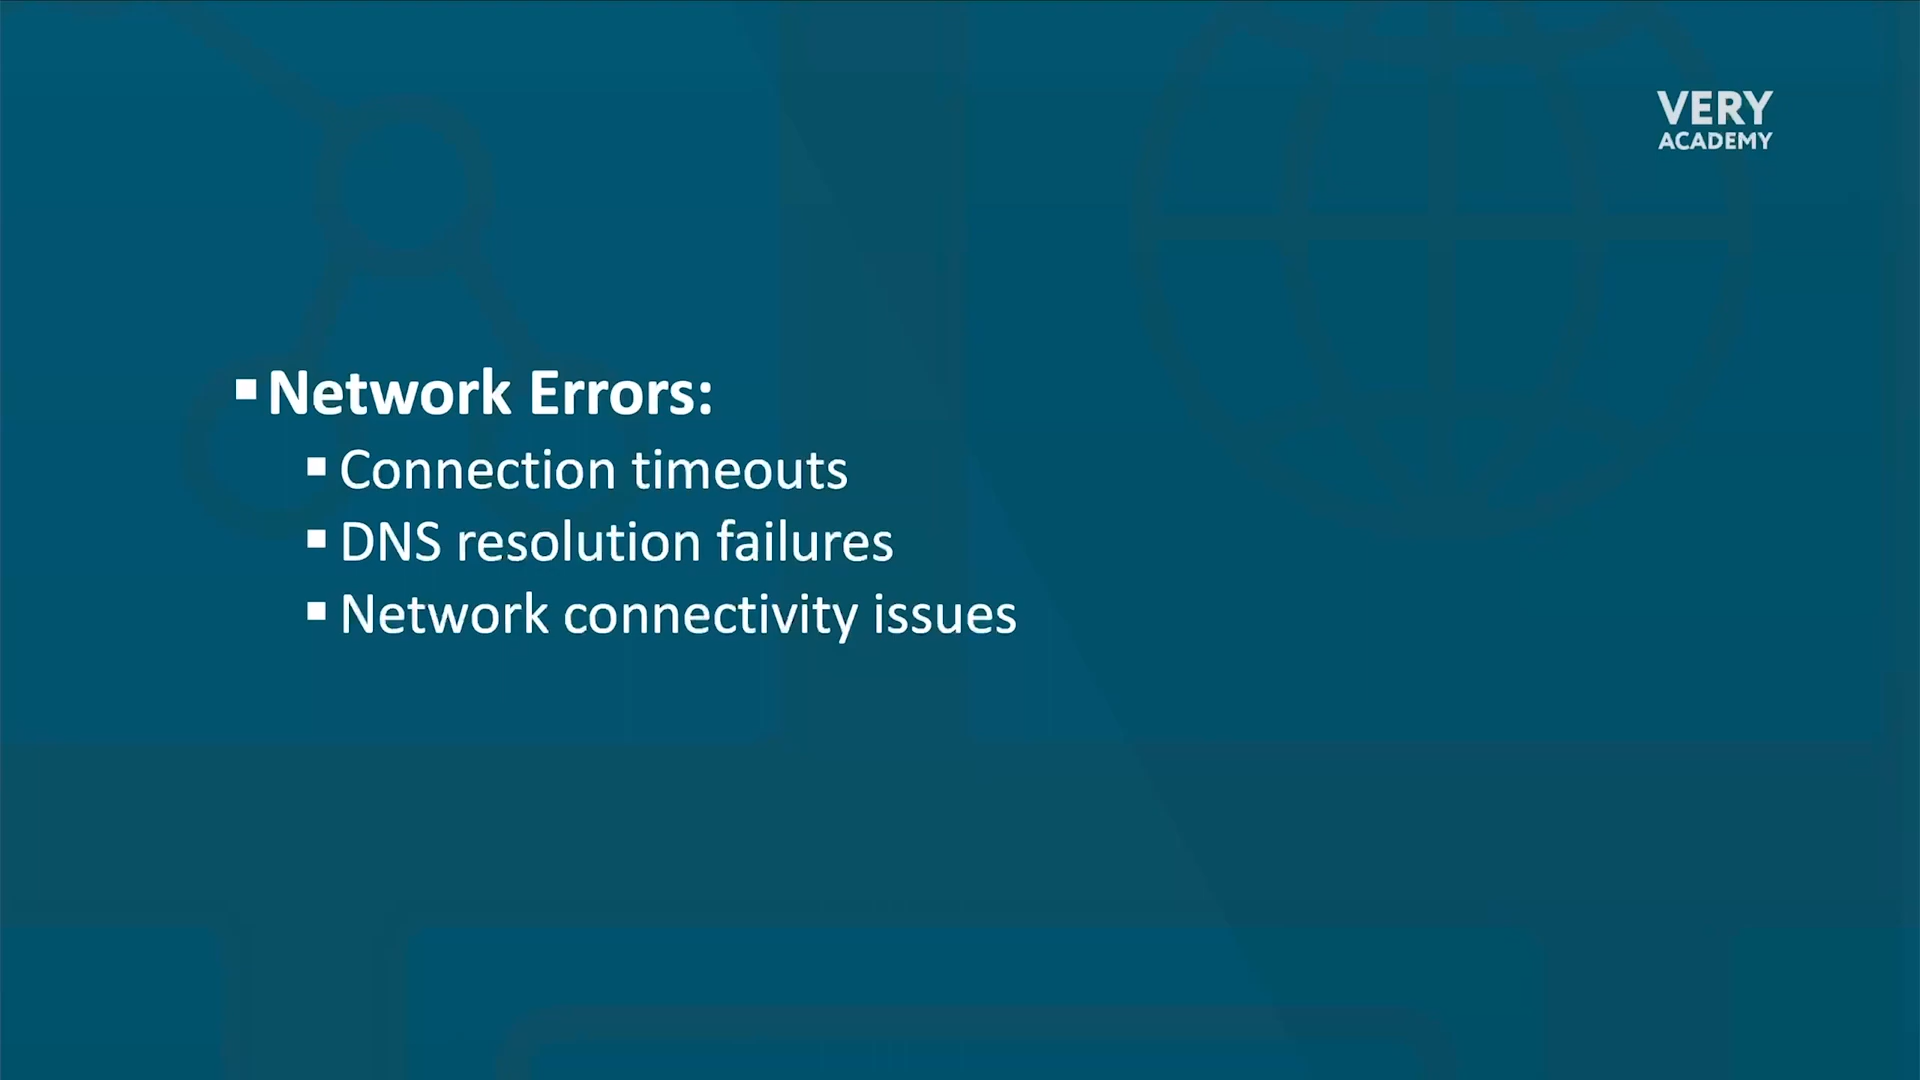 VERY
ACADEMY
▪ Network Errors:
▪ Connection timeouts
▪ DNS resolution failures
▪ Network connectivity issues